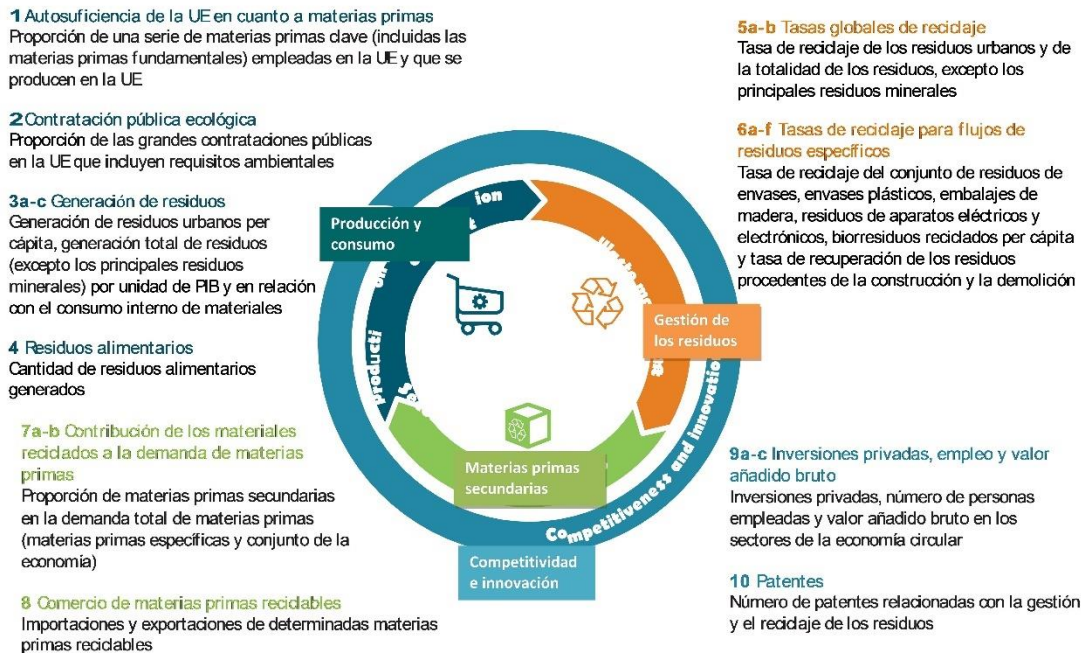 1 Autosuficiencia de la UE en cuanto a materias primas
Proporción de una serie de materias primas clave (incluidas las
materias primas fundamentales) empleadas en la UE y que se
producen en la UE
2 Contratación pública ecológica
Proporción de las grandes contrataciones públicas
en la UE que incluyen requisitos ambientales
3a-c Generación de residuos
Generación de residuos urbanos per
cápita, generación total de residuos
(excepto los principales residuos
minerales) por unidad de PIB y en relación
con el consumo interno de materiales
4 Residuos alimentarios
Cantidad de residuos alimentarios
generados
7a-b Contribución de los materiales
reciclados a la demanda de materias
primas
Proporción de materias primas secundarias
en la demanda total de materias primas
(materias primas específicas y conjunto de la
economía)
8 Comercio de materias primas reciclables
Importaciones y exportaciones de determinadas materias
primas reciclables
Producción y
consumo
Gestión de
los residuos
Materias primas
secundarias
Competitiveness and innovation
Competitividad
e innovación
5a-b Tasas globales de reciclaje
Tasa de reciclaje de los residuos urbanos y de
la totalidad de los residuos, excepto los
principales residuos minerales
6a-f Tasas de reciclaje para flujos de
residuos específicos
Tasa de reciclaje del conjunto de residuos de
envases, envases plásticos, embalajes de
madera, residuos de aparatos eléctricos y
electrónicos, biorresiduos reciclados per cápita
y tasa de recuperación de los residuos
procedentes de la construcción y la demolición
9a-c Inversiones privadas, empleo y valor
añadido bruto
Inversiones privadas, número de personas
empleadas y valor añadido bruto en los
sectores de la economía circular
10 Patentes
Número de patentes relacionadas con la gestión
y el reciclaje de los residuos